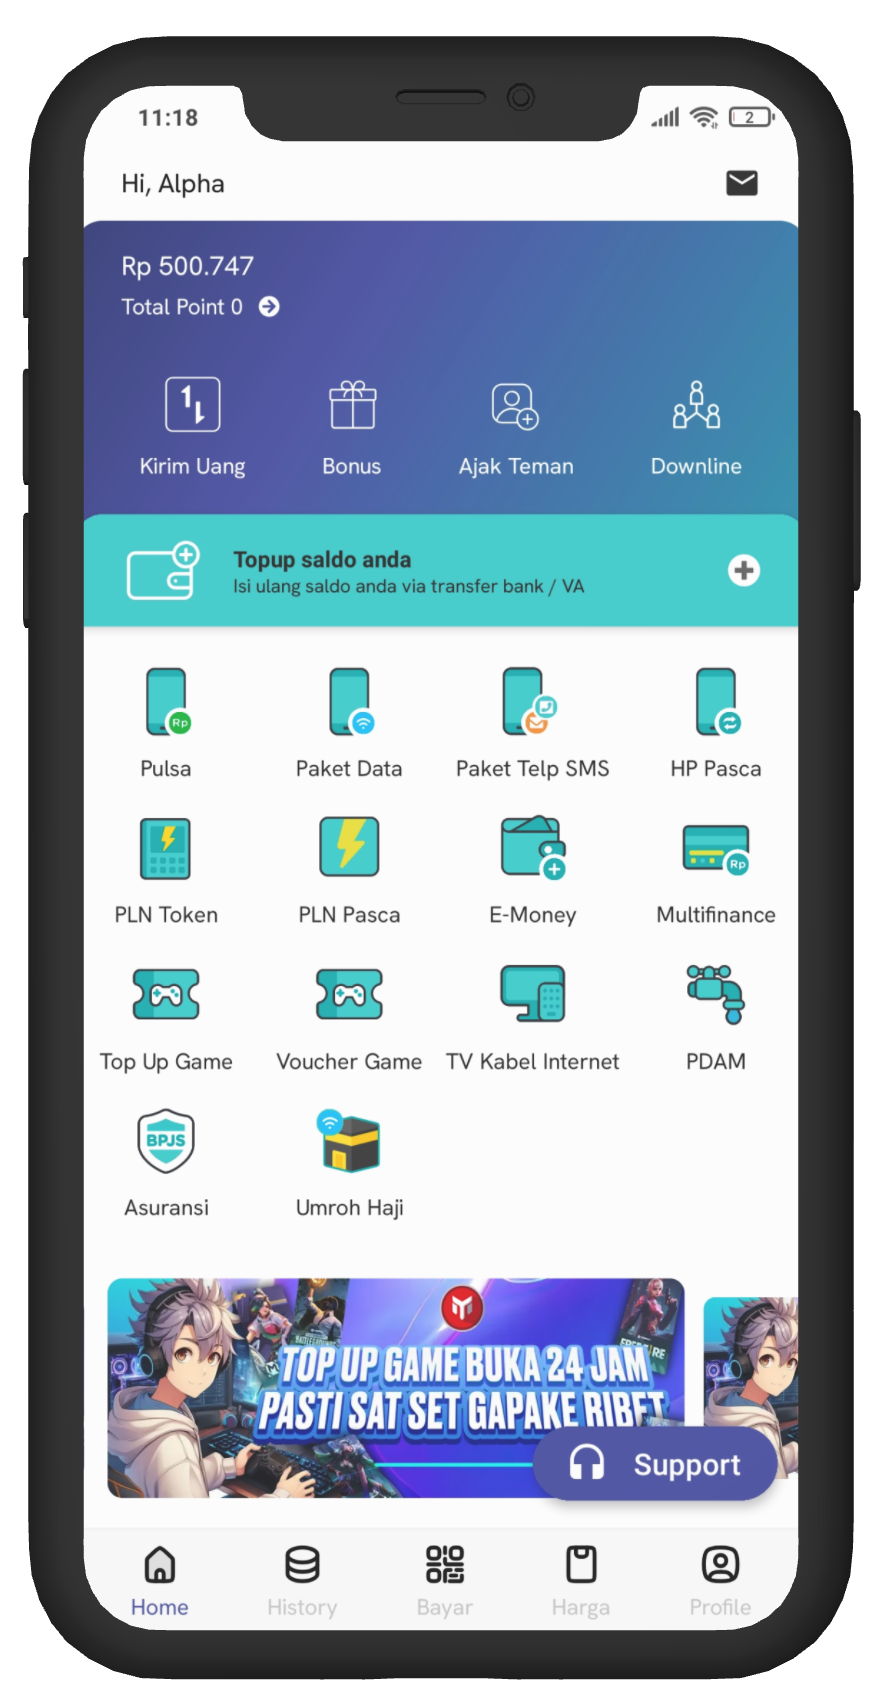 11:18
2
Hi, Alpha
Rp 500.747
Total Point 0
Kirim Uang Bonus Ajak Teman Downline
Topup saldo anda
Isi ulang saldo anda via transfer bank / VA
Rp
Pulsa Paket Data Paket Telp SMS HP Pasca
Rp
PLN Token PLN Pasca E-Money Multifinance
Top Up Game Voucher Game TV Kabel Internet PDAM
BPJS
Asuransi Umroh Haji
TOP UP GAME BUKA 24 JAM
PASTI SAT SET GAPAKE RIBET
Support
Home History Bayar Harga Profile